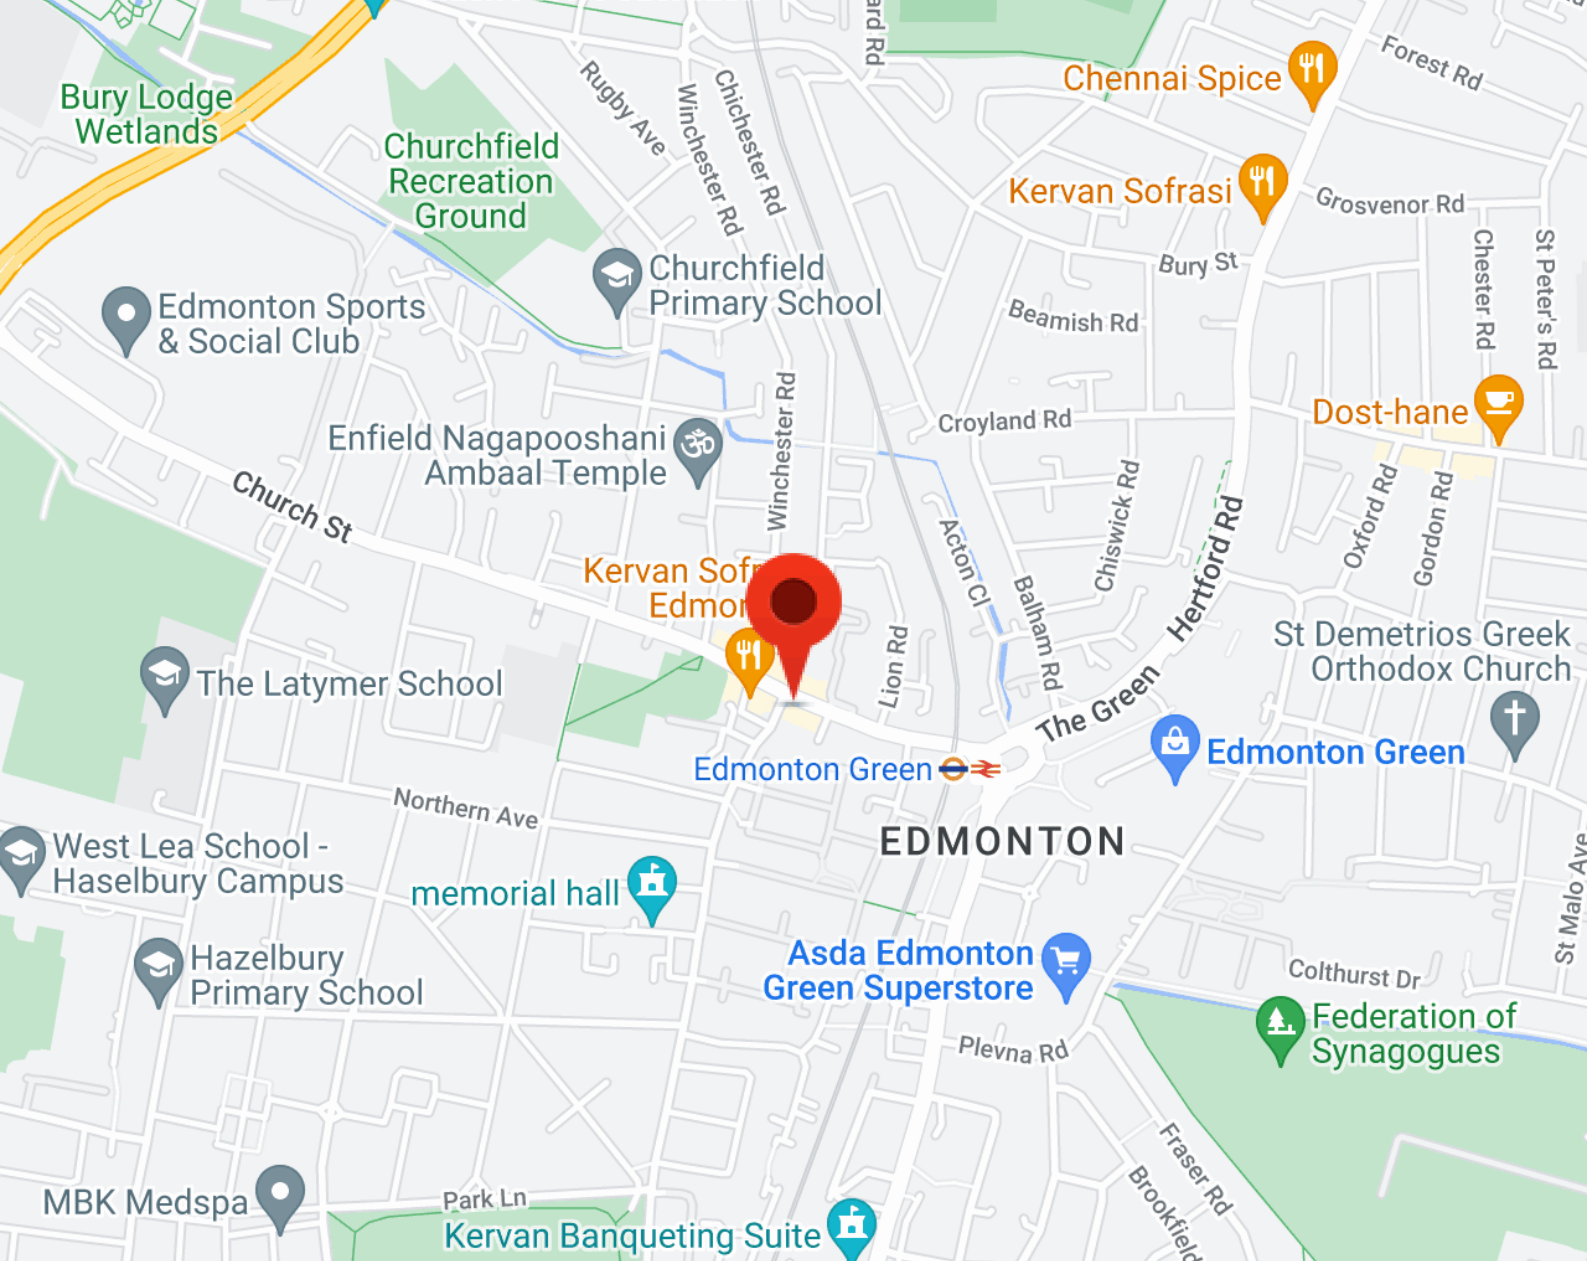 ard Rd
Forest Rd
Chennai Spice
Rugby Ave
Winchester Rd
Chichester Rd
Bury Lodge
Wetlands
Churchfield
Recreation
Ground
Kervan Sofrasi
Grosvenor Rd
Bury St
Chester Rd
St Peter's Rd
Churchfield
Primary School
Edmonton Sports
& Social Club
Beamish Rd
Winchester Rd
Croyland Rd
Dost-hane
Enfield Nagapooshani
Ambaal Temple
Church St
Acton Cl
Chiswick Rd
Hertford Rd
Oxford Rd
Gordon Rd
Kervan Sofr
Edmon
Balham Rd
Lion Rd
St Demetrios Greek
Orthodox Church
The Latymer School
The Green
Edmonton Green
Edmonton Green
Northern Ave
EDMONTON
West Lea School -
Haselbury Campus
memorial hall
St Malo Ave
Asda Edmonton
Green Superstore
Hazelbury
Primary School
Colthurst Dr
Federation of
Synagogues
Plevna Rd
Fraser Rd
Brookfield
MBK Medspa
Park Ln
Kervan Banqueting Suite